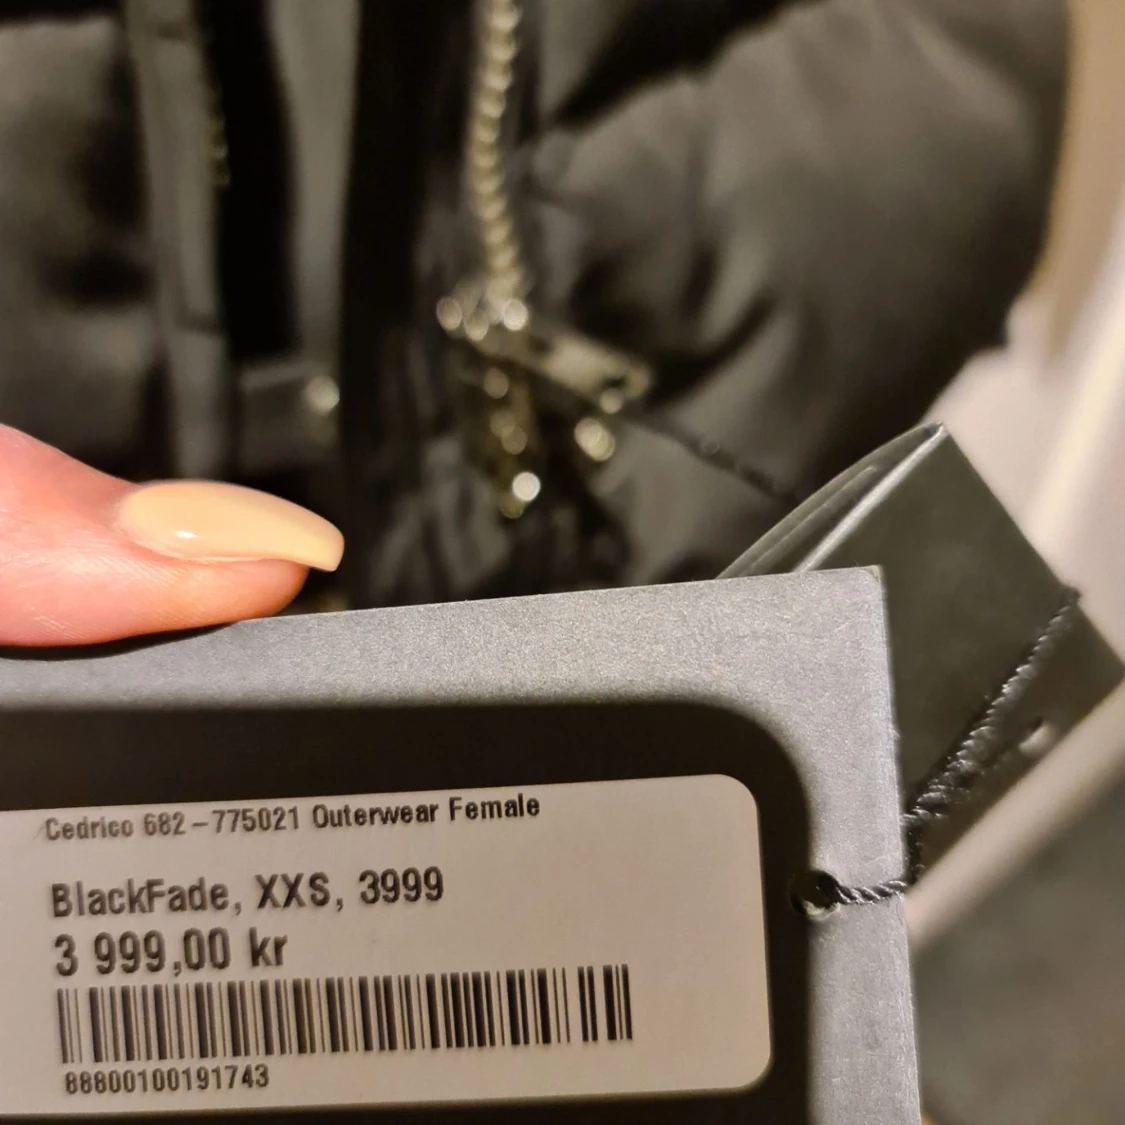 Cedrico 682-775021 Outerwear Female
BlackFade, XXS, 3999
3 999,00 kr
88800100191743